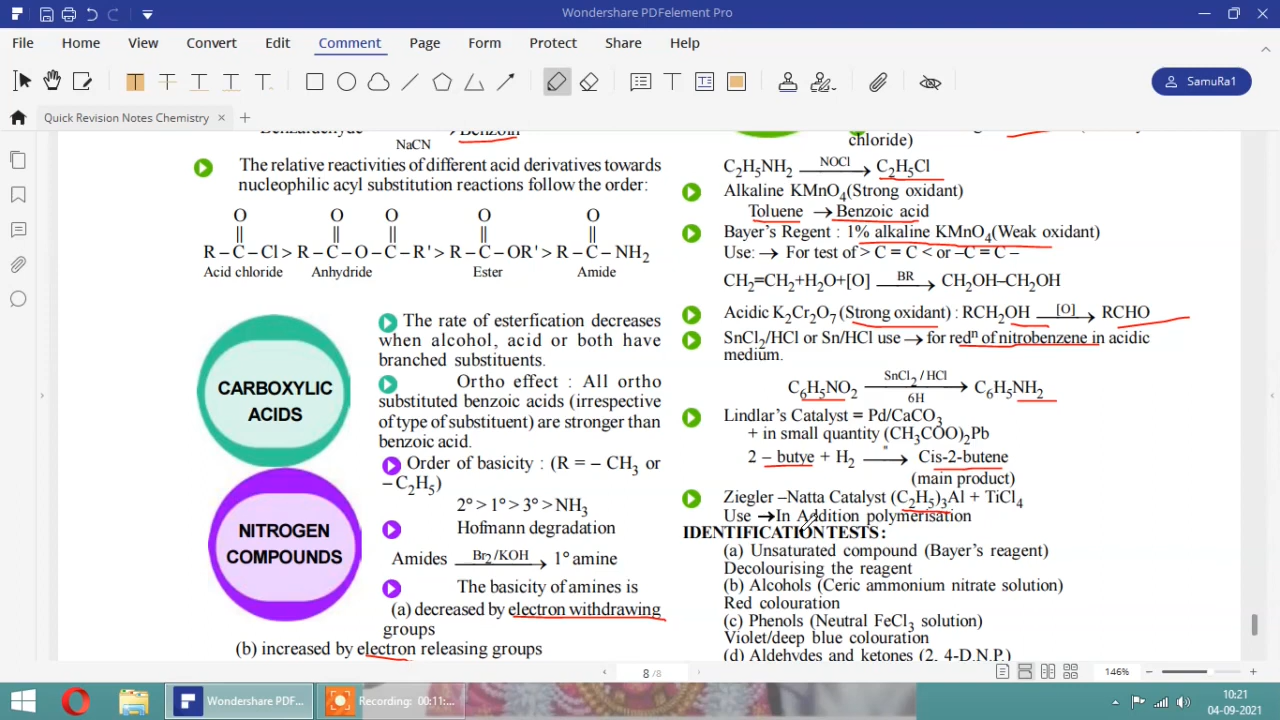 Wondershare PDFelement Pro
File Home View Convert Edit Comment Page Form Protect Share Help
SamuRa1
Quick Revision Notes Chemistry
Benzoin
NaCN
The relative reactivities of different acid derivatives towards
nucleophilic acyl substitution reactions follow the order:
O O O O O
|| || || || ||
R – C – Cl > R – C – O – C – R' > R – C – OR' > R – C – NH₂
Acid chloride Anhydride Ester Amide
CARBOXYLIC
ACIDS
The rate of esterfication decreases
when alcohol, acid or both have
branched substituents.
Ortho effect : All ortho
substituted benzoic acids (irrespective
of type of substituent) are stronger than
benzoic acid.
NITROGEN
COMPOUNDS
Order of basicity : (R = – CH₃ or
– C₂H₅)
2° > 1° > 3° > NH₃
Hofmann degradation
Amides Br₂/KOH → 1° amine
The basicity of amines is
(a) decreased by electron withdrawing
groups
(b) increased by electron releasing groups
chloride)
C₂H₅NH₂ NOCl → C₂H₅Cl
Alkaline KMnO₄(Strong oxidant)
Toluene → Benzoic acid
Bayer's Regent : 1% alkaline KMnO₄(Weak oxidant)
Use: → For test of > C = C < or –C = C –
CH₂=CH₂+H₂O+[O] BR → CH₂OH–CH₂OH
Acidic K₂Cr₂O₇ (Strong oxidant) : RCH₂OH [O] → RCHO
SnCl₂/HCl or Sn/HCl use → for redⁿ of nitrobenzene in acidic
medium.
C₆H₅NO₂ SnCl₂ / HCl → C₆H₅NH₂
6H
Lindlar's Catalyst = Pd/CaCO₃
+ in small quantity (CH₃COO)₂Pb
2 – butye + H₂ → Cis-2-butene
(main product)
Ziegler –Natta Catalyst (C₂H₅)₃Al + TiCl₄
Use →In Addition polymerisation
IDENTIFICATION TESTS :
(a) Unsaturated compound (Bayer's reagent)
Decolourising the reagent
(b) Alcohols (Ceric ammonium nitrate solution)
Red colouration
(c) Phenols (Neutral FeCl₃ solution)
Violet/deep blue colouration
(d) Aldehydes and ketones (2, 4-D.N.P.)
8 /8
146%
Wondershare PDF...
Recording: 00:11:...
10:21
04-09-2021